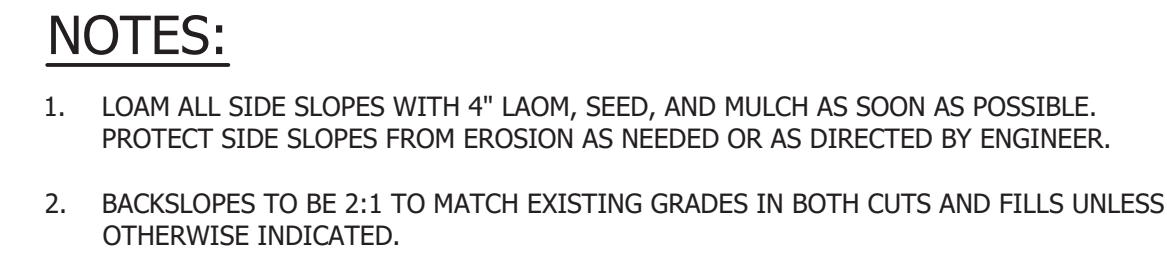 NOTES:
1. LOAM ALL SIDE SLOPES WITH 4" LAOM, SEED, AND MULCH AS SOON AS POSSIBLE.
PROTECT SIDE SLOPES FROM EROSION AS NEEDED OR AS DIRECTED BY ENGINEER.
2. BACKSLOPES TO BE 2:1 TO MATCH EXISTING GRADES IN BOTH CUTS AND FILLS UNLESS
OTHERWISE INDICATED.